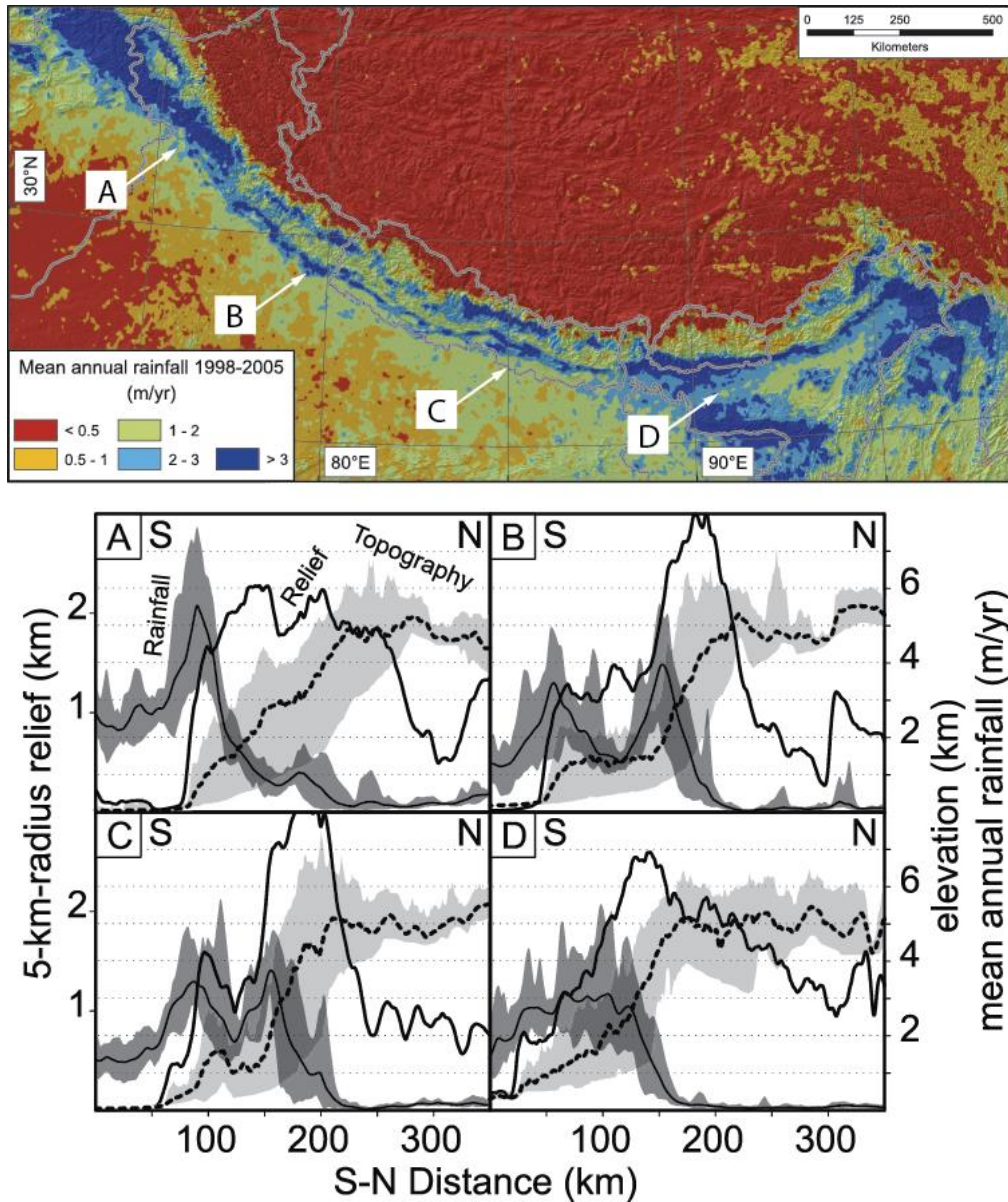 0 125 250 500
Kilometers
30°N
A
B
C
D
Mean annual rainfall 1998-2005
(m/yr)
< 0.5
1 - 2
0.5 - 1
2 - 3
> 3
80°E
90°E
A S N
Rainfall
Relief
Topography
B S N
C S N
D S N
2
1
2
1
5-km-radius relief (km)
6
4
2
6
4
2
elevation (km)
mean annual rainfall (m/yr)
100 200 300
100 200 300
S-N Distance (km)